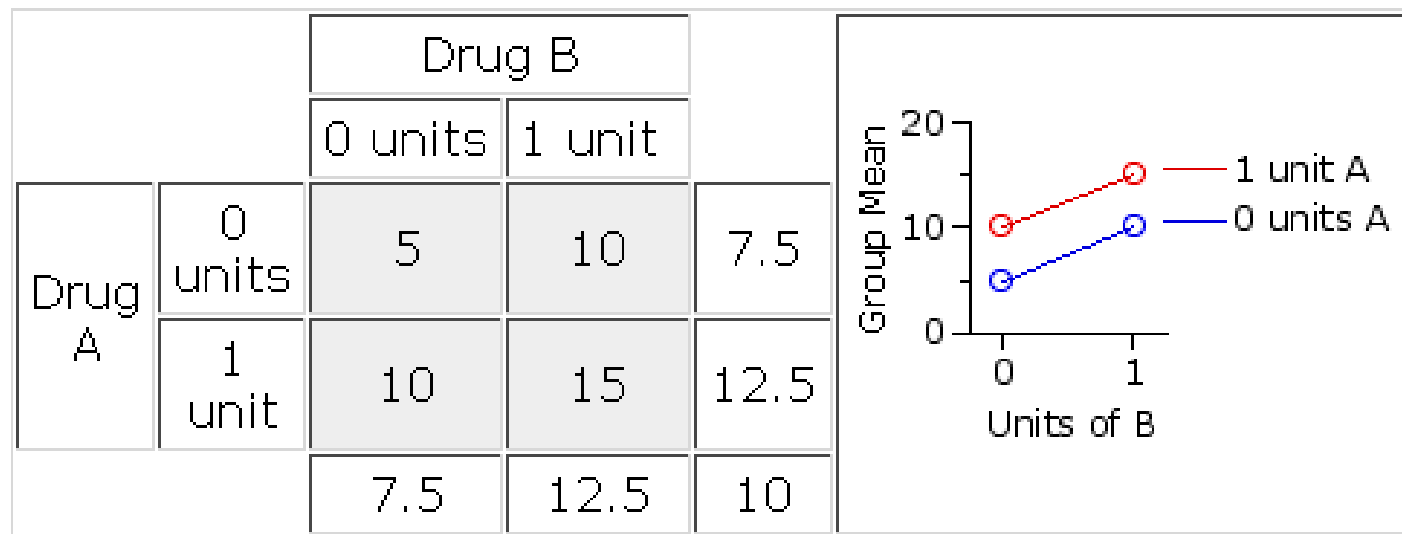 Drug B
0 units 1 unit
Drug
A
0
units
5 10 7.5
1
unit
10 15 12.5
7.5 12.5 10
Group Mean
20
10
0
0 1
Units of B
1 unit A
0 units A